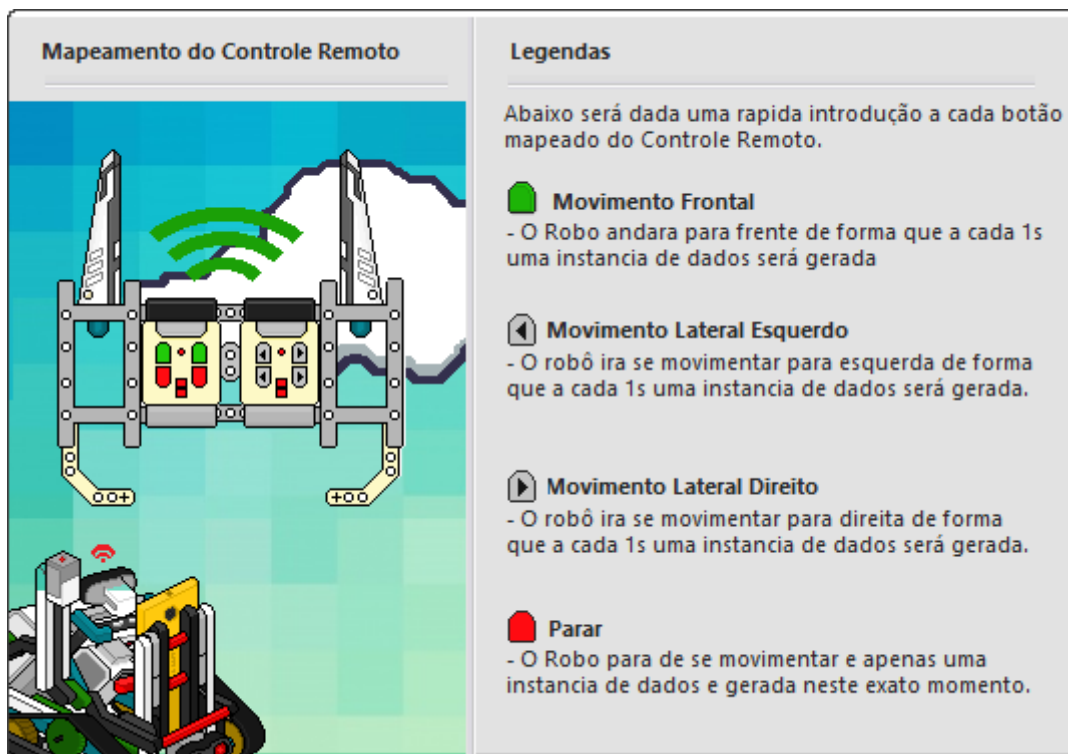 Mapeamento do Controle Remoto
Legendas
Abaixo será dada uma rapida introdução a cada botão
mapeado do Controle Remoto.
Movimento Frontal
- O Robo andara para frente de forma que a cada 1s
uma instancia de dados será gerada
Movimento Lateral Esquerdo
- O robô ira se movimentar para esquerda de forma
que a cada 1s uma instancia de dados será gerada.
Movimento Lateral Direito
- O robô ira se movimentar para direita de forma
que a cada 1s uma instancia de dados será gerada.
Parar
- O Robo para de se movimentar e apenas uma
instancia de dados e gerada neste exato momento.